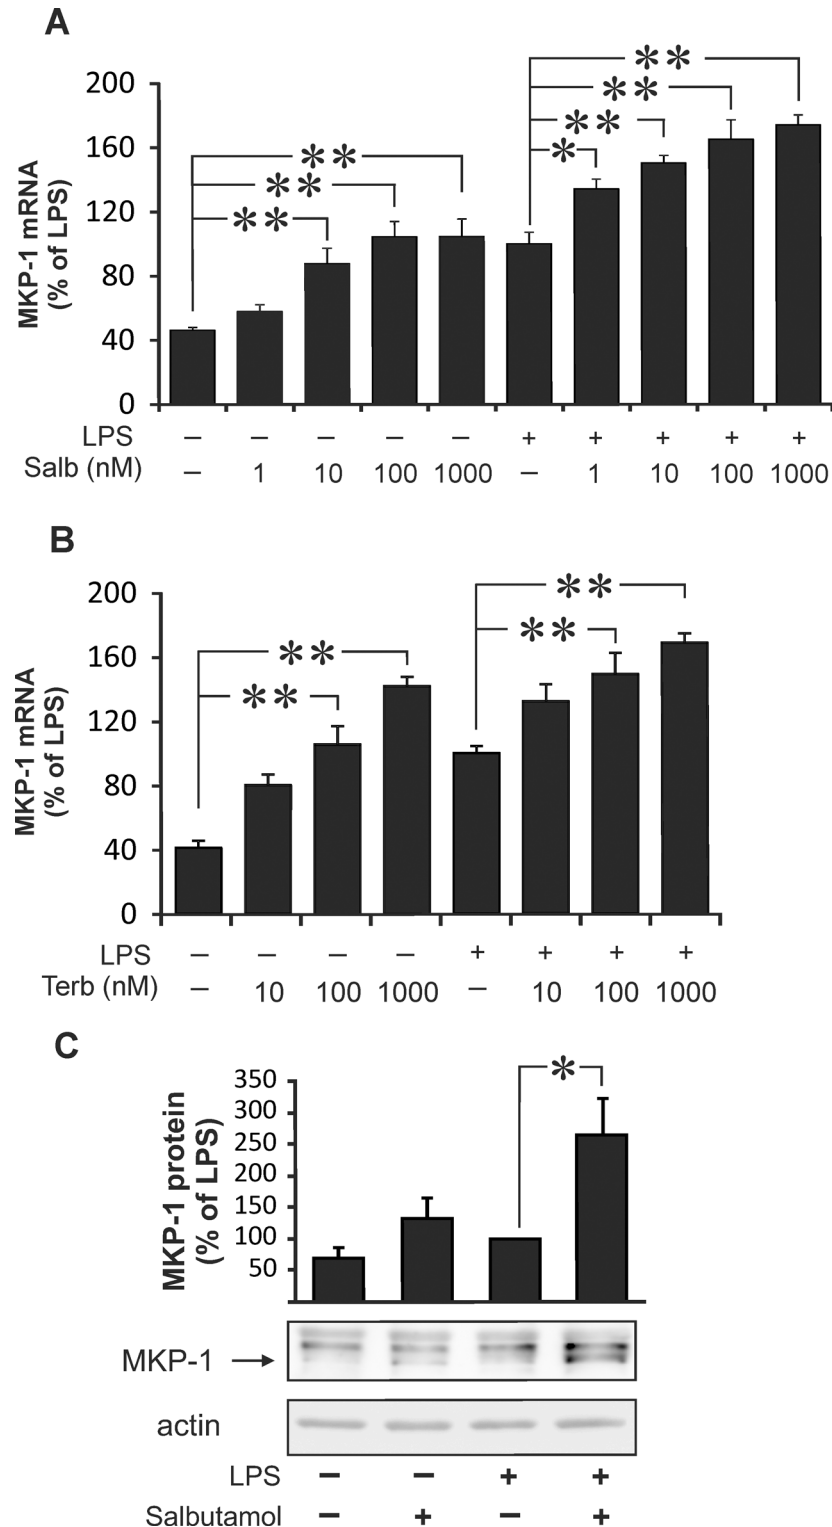 A
MKP-1 mRNA
(% of LPS)
200
160
120
80
40
0
** ** **
* ** ** **
LPS – – – – – + + + + +
Salb (nM) – 1 10 100 1000 – 1 10 100 1000
B
MKP-1 mRNA
(% of LPS)
200
160
120
80
40
0
** **
** **
LPS – – – – + + + +
Terb (nM) – 10 100 1000 – 10 100 1000
C
MKP-1 protein
(% of LPS)
350
300
250
200
150
100
50
*
MKP-1
actin
LPS – – + +
Salbutamol – + – +